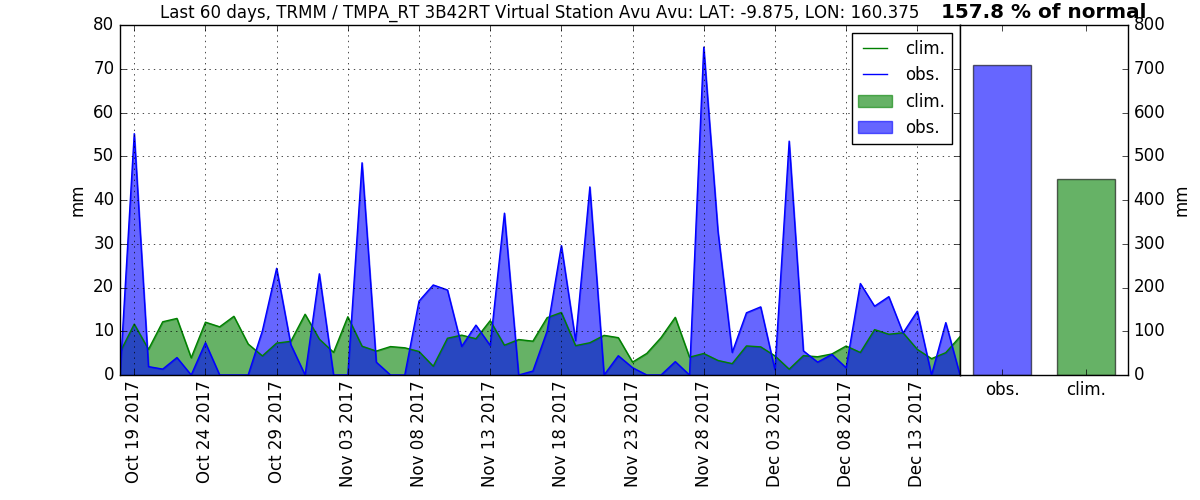 Last 60 days, TRMM / TMPA_RT 3B42RT Virtual Station Avu Avu: LAT: -9.875, LON: 160.375
157.8 % of normal
80
70
60
50
40
30
20
10
0
mm
clim.
obs.
clim.
obs.
Oct 19 2017
Oct 24 2017
Oct 29 2017
Nov 03 2017
Nov 08 2017
Nov 13 2017
Nov 18 2017
Nov 23 2017
Nov 28 2017
Dec 03 2017
Dec 08 2017
Dec 13 2017
800
700
600
500
400
300
200
100
0
mm
obs.
clim.